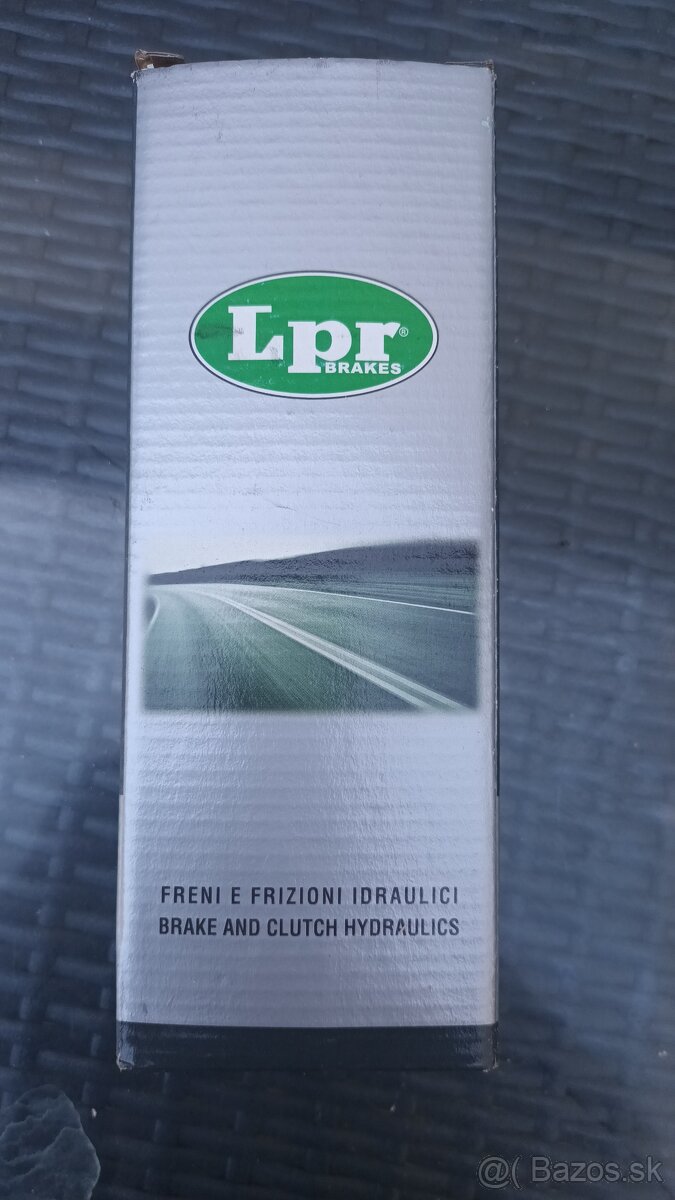 Lpr®
BRAKES
FRENI E FRIZIONI IDRAULICI
BRAKE AND CLUTCH HYDRAULICS
@( Bazos.sk